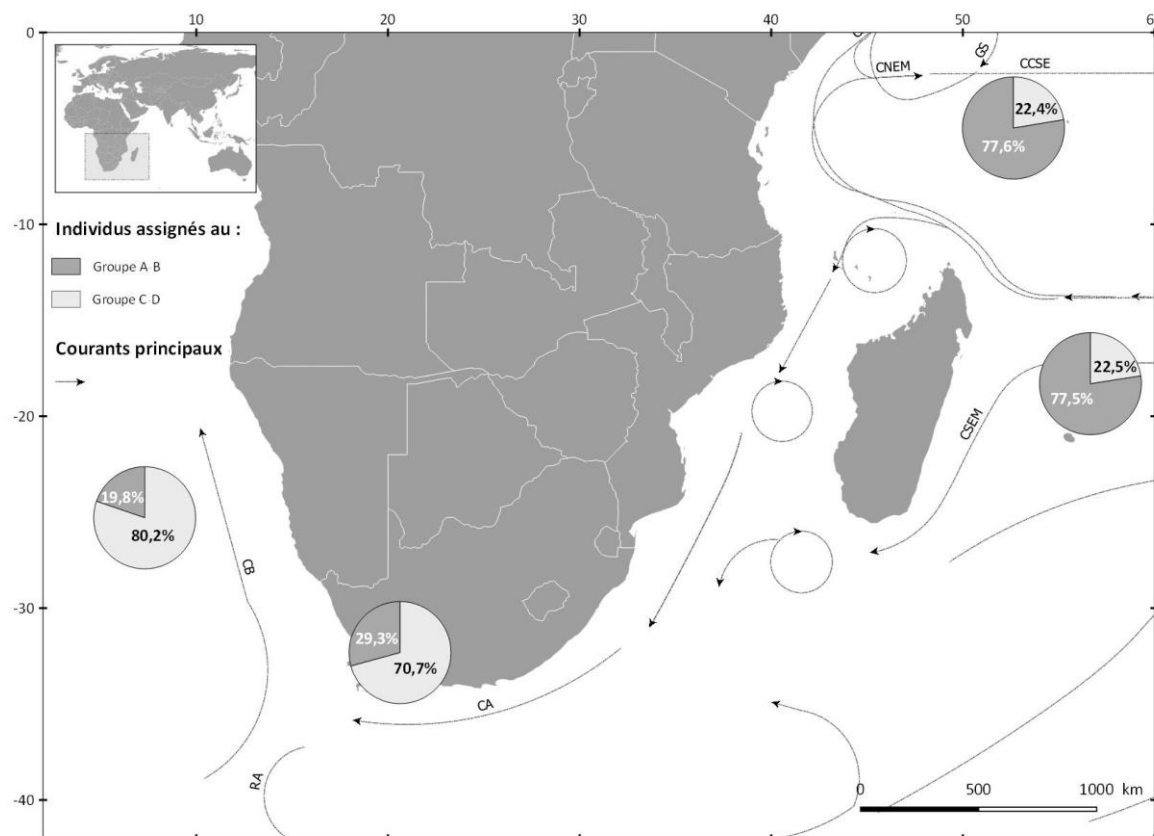 10 20 30 40 50 60
0
-10
-20
-30
-40
Individus assignés au :
Groupe A-B
Groupe C-D
Courants principaux
CNEM
GS
CCSE
22,4%
77,6%
22,5%
77,5%
CSEM
19,8%
80,2%
CB
29,3%
70,7%
CA
RA
0 500 1000 km